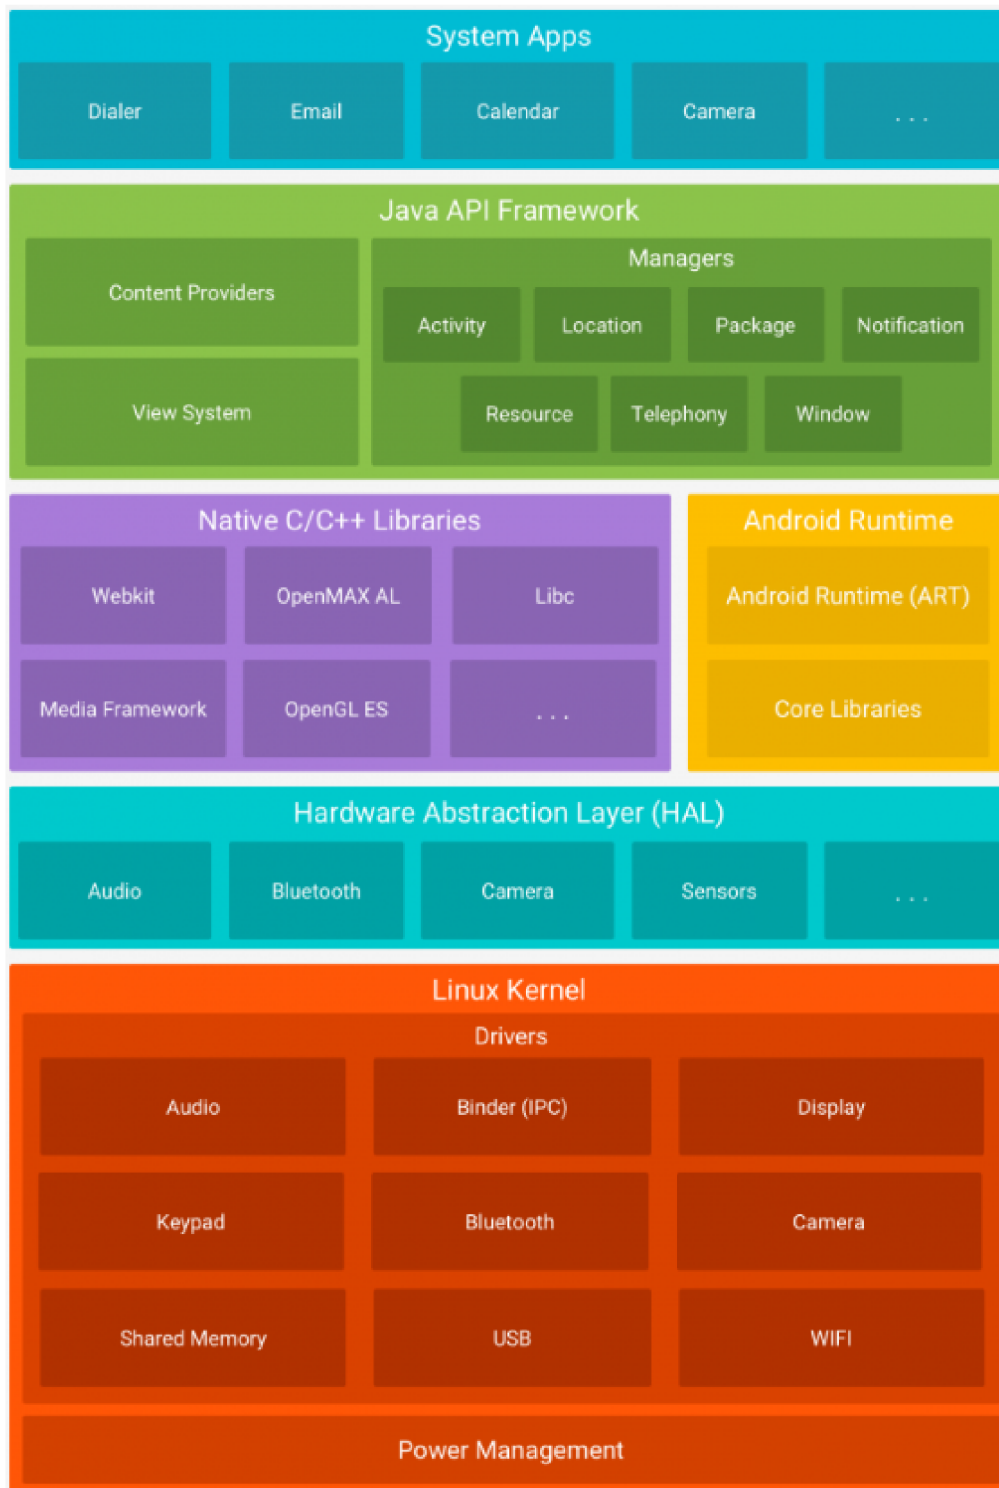 System Apps
Dialer
Email
Calendar
Camera
. . .
Java API Framework
Content Providers
View System
Managers
Activity
Location
Package
Notification
Resource
Telephony
Window
Native C/C++ Libraries
Webkit
OpenMAX AL
Libc
Media Framework
OpenGL ES
. . .
Android Runtime
Android Runtime (ART)
Core Libraries
Hardware Abstraction Layer (HAL)
Audio
Bluetooth
Camera
Sensors
. . .
Linux Kernel
Drivers
Audio
Binder (IPC)
Display
Keypad
Bluetooth
Camera
Shared Memory
USB
WIFI
Power Management